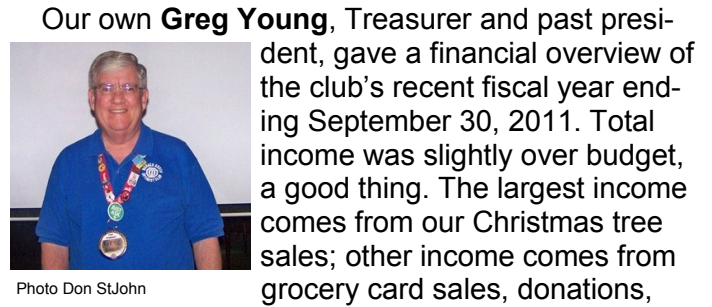 Our own Greg Young, Treasurer and past presi-
dent, gave a financial overview of
the club's recent fiscal year end-
ing September 30, 2011. Total
income was slightly over budget,
a good thing. The largest income
comes from our Christmas tree
sales; other income comes from
grocery card sales, donations,
Photo Don StJohn